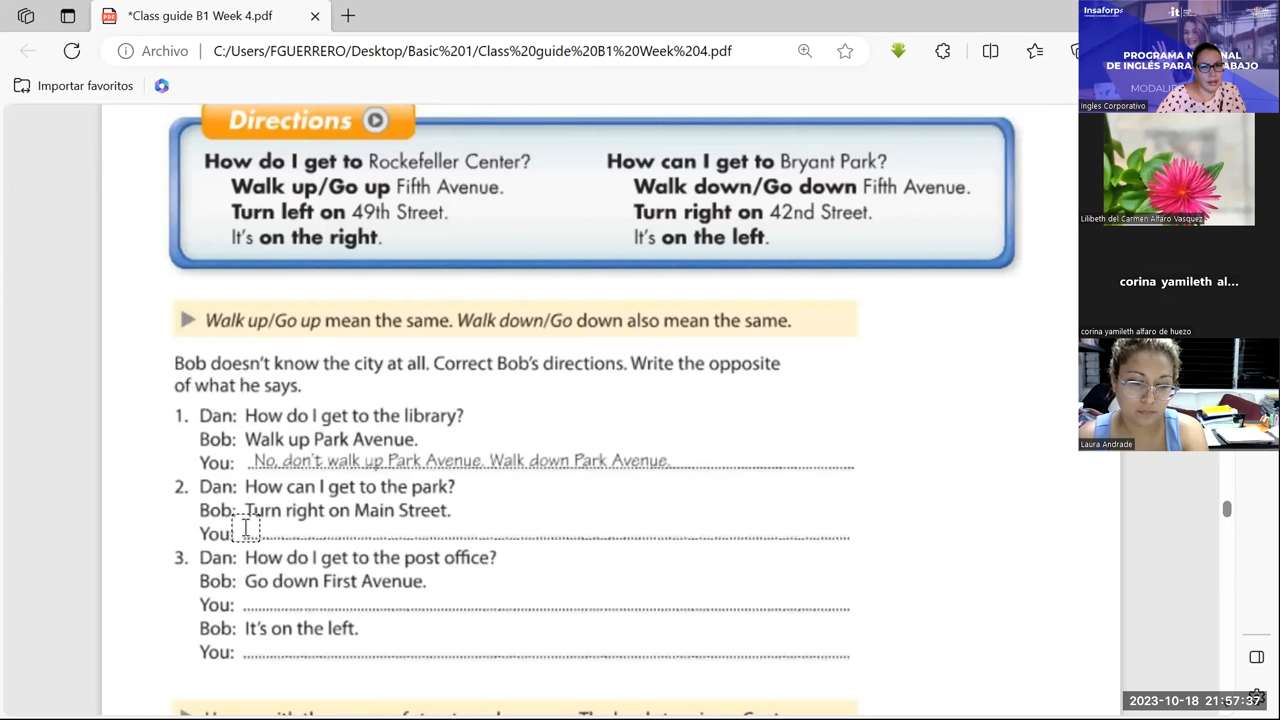 *Class guide B1 Week 4.pdf
Archivo
C:/Users/FGUERRERO/Desktop/Basic%201/Class%20guide%20B1%20Week%204.pdf
Importar favoritos
Directions
How do I get to Rockefeller Center?
Walk up/Go up Fifth Avenue.
Turn left on 49th Street.
It's on the right.
How can I get to Bryant Park?
Walk down/Go down Fifth Avenue.
Turn right on 42nd Street.
It's on the left.
Walk up/Go up mean the same. Walk down/Go down also mean the same.
Bob doesn't know the city at all. Correct Bob's directions. Write the opposite
of what he says.
1. Dan: How do I get to the library?
Bob: Walk up Park Avenue.
You: No, don't walk up Park Avenue. Walk down Park Avenue.
2. Dan: How can I get to the park?
Bob: Turn right on Main Street.
You:
3. Dan: How do I get to the post office?
Bob: Go down First Avenue.
You:
Bob: It's on the left.
You:
Insaforp
it
PROGRAMA
DE INGLÉS PARA
MODALI
Ingles Corporativo
Lilibeth del Carmen Alfaro Vasquez
corina yamileth al...
corina yamileth alfaro de huezo
Laura Andrade
2023-10-18 21:57:37